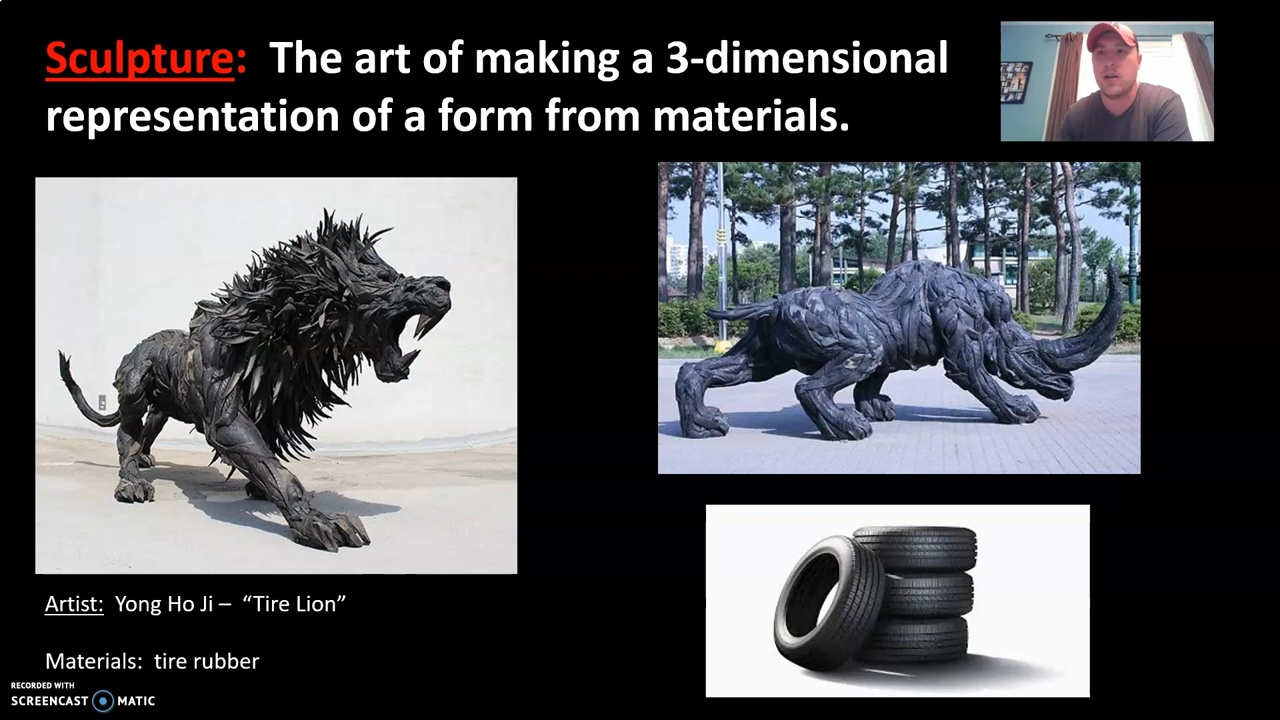 Sculpture:  The art of making a 3-dimensional
representation of a form from materials.
Artist:  Yong Ho Ji –  “Tire Lion”
Materials:  tire rubber
RECORDED WITH
SCREENCAST MATIC